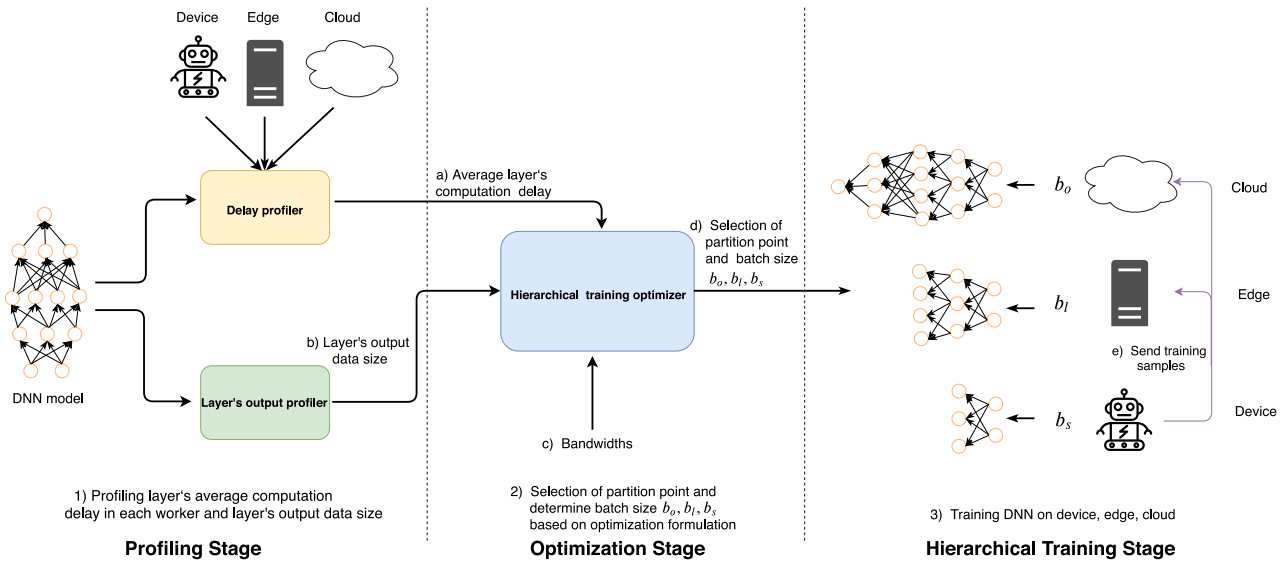 Device Edge Cloud
Delay profiler
DNN model
Layer's output profiler
1) Profiling layer's average computation
delay in each worker and layer's output data size
Profiling Stage
a) Average layer's
computation delay
b) Layer's output
data size
Hierarchical training optimizer
c) Bandwidths
d) Selection of
partition point
and batch size
b_o, b_l, b_s
2) Selection of partition point and
determine batch size b_o, b_l, b_s
based on optimization formulation
Optimization Stage
b_o
Cloud
b_l
Edge
e) Send training
samples
b_s
Device
3) Training DNN on device, edge, cloud
Hierarchical Training Stage